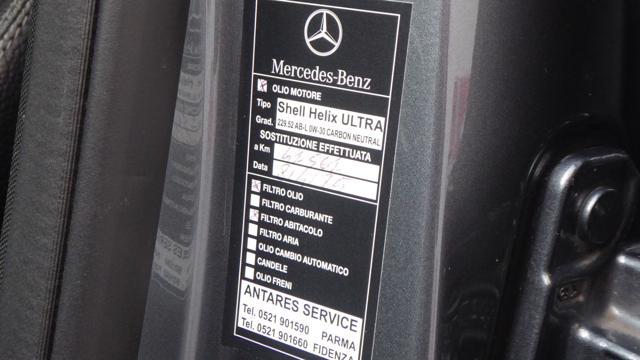 Mercedes-Benz
OLIO MOTORE
Tipo Shell Helix ULTRA
Grad. 229.52 AB-L 0W-30 CARBON NEUTRAL
SOSTITUZIONE EFFETTUATA
a Km
Data
FILTRO OLIO
FILTRO CARBURANTE
FILTRO ABITACOLO
FILTRO ARIA
OLIO CAMBIO AUTOMATICO
CANDELE
OLIO FRENI
ANTARES SERVICE
Tel. 0521 901590 PARMA
Tel. 0521 901660 FIDENZA